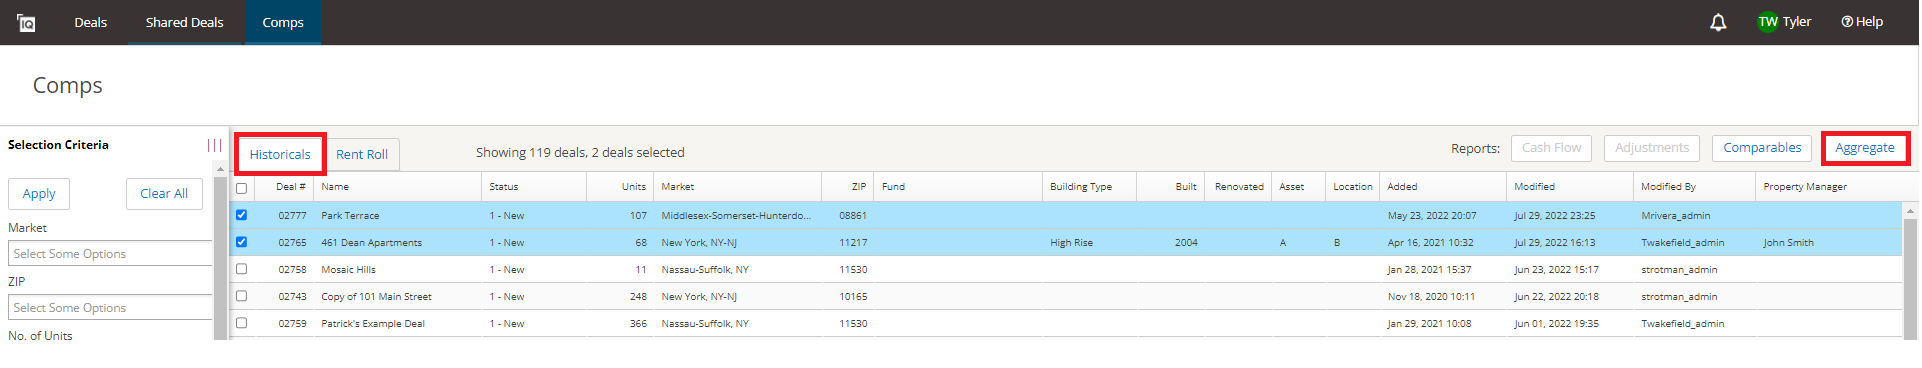 IQ Deals Shared Deals Comps TW Tyler Help
Comps
Selection Criteria
Historicals Rent Roll Showing 119 deals, 2 deals selected Reports: Cash Flow Adjustments Comparables Aggregate
Apply Clear All
Market
Select Some Options
ZIP
Select Some Options
No. of Units
Deal # Name Status Units Market ZIP Fund Building Type Built Renovated Asset Location Added Modified Modified By Property Manager
02777 Park Terrace 1 - New 107 Middlesex-Somerset-Hunterdo... 08861 May 23, 2022 20:07 Jul 29, 2022 23:25 Mrivera_admin
02765 461 Dean Apartments 1 - New 68 New York, NY-NJ 11217 High Rise 2004 A B Apr 16, 2021 10:32 Jul 29, 2022 16:13 Twakefield_admin John Smith
02758 Mosaic Hills 1 - New 11 Nassau-Suffolk, NY 11530 Jan 28, 2021 15:37 Jun 23, 2022 15:17 strotman_admin
02743 Copy of 101 Main Street 1 - New 248 New York, NY-NJ 10165 Nov 18, 2020 10:11 Jun 22, 2022 20:18 strotman_admin
02759 Patrick's Example Deal 1 - New 366 Nassau-Suffolk, NY 11530 Jan 29, 2021 10:08 Jun 01, 2022 19:35 Twakefield_admin